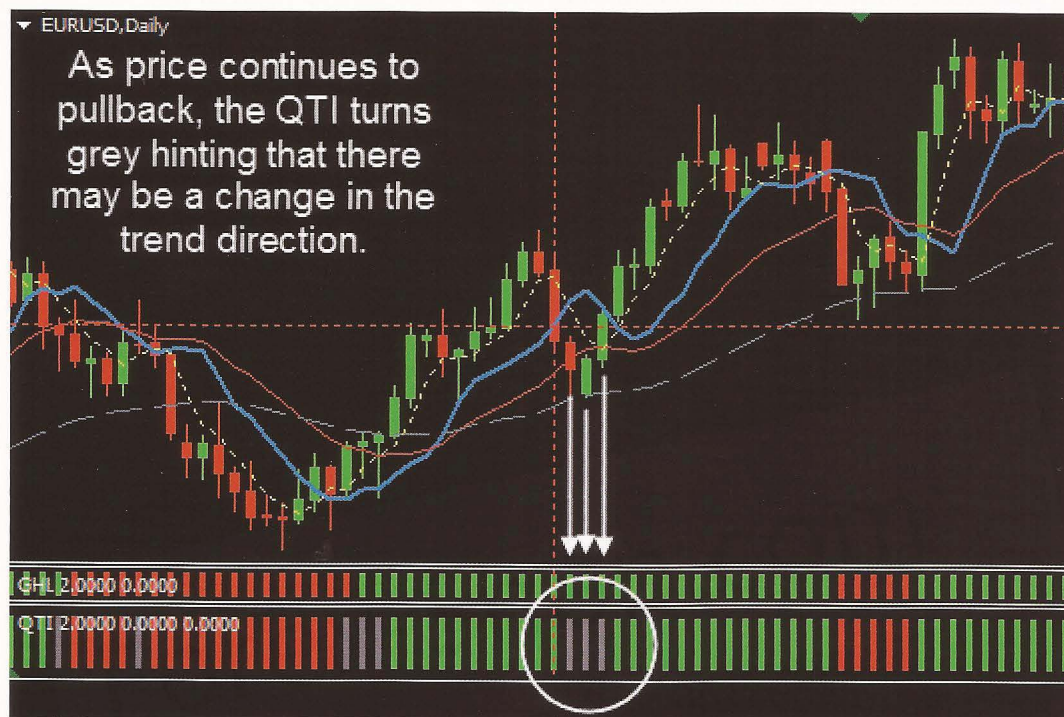 EURUSD,Daily
As price continues to
pullback, the QTI turns
grey hinting that there
may be a change in the
trend direction.
GHL 2.0000 0.0000
QTI 2.0000 0.0000 0.0000